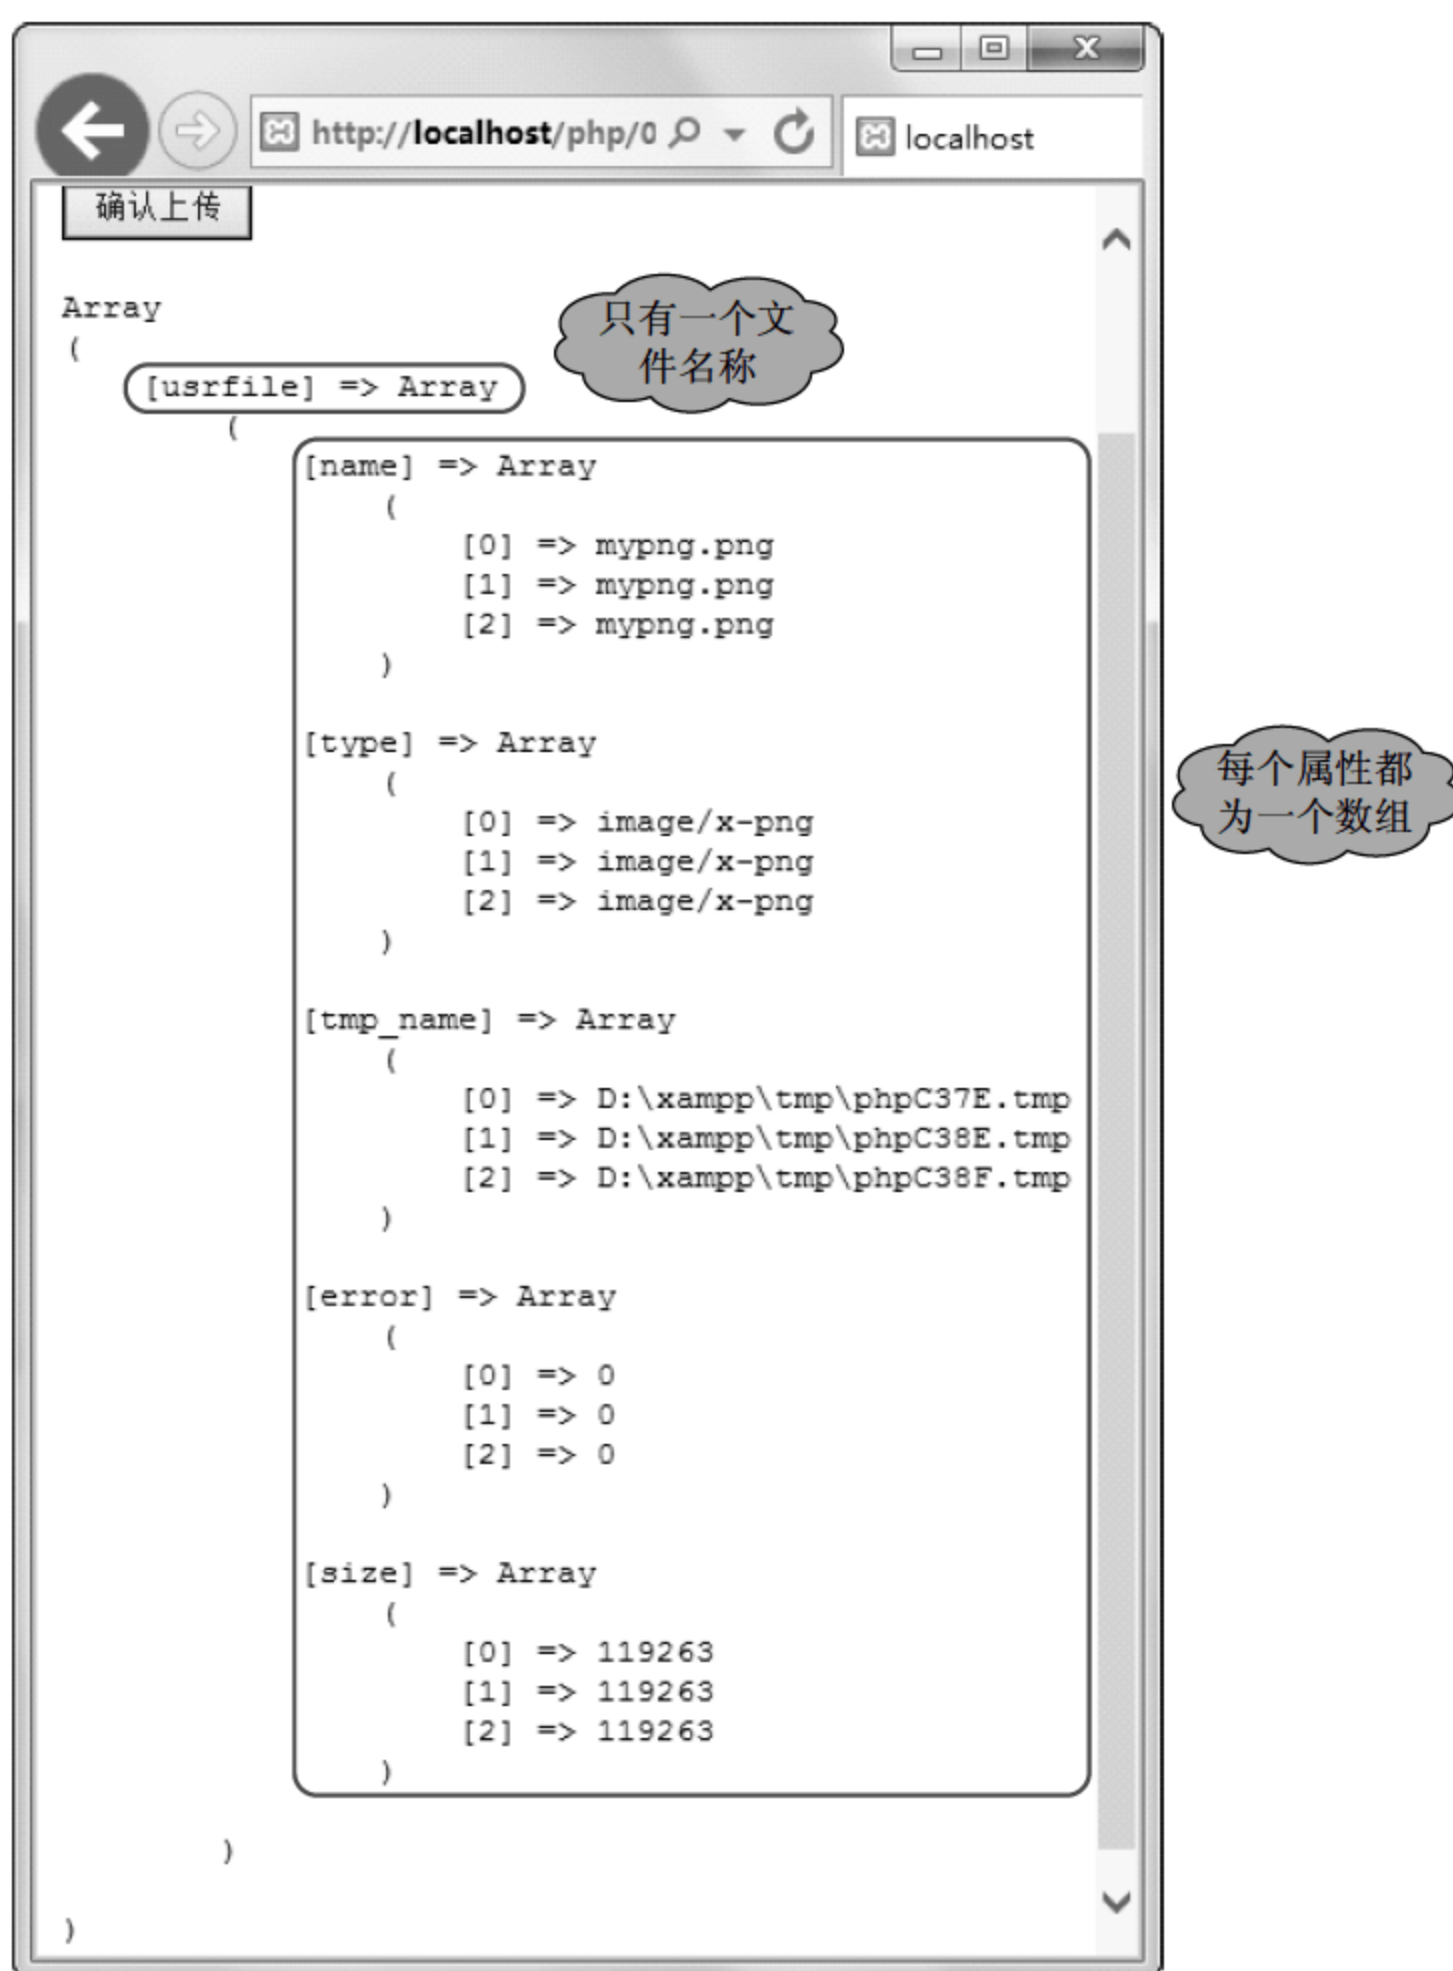 http://localhost/php/0
localhost
确认上传
Array
(
只有一个文
件名称
[usrfile] => Array
(
[name] => Array
(
[0] => mypng.png
[1] => mypng.png
[2] => mypng.png
)
[type] => Array
(
[0] => image/x-png
[1] => image/x-png
[2] => image/x-png
)
每个属性都
为一个数组
[tmp_name] => Array
(
[0] => D:\xampp\tmp\phpC37E.tmp
[1] => D:\xampp\tmp\phpC38E.tmp
[2] => D:\xampp\tmp\phpC38F.tmp
)
[error] => Array
(
[0] => 0
[1] => 0
[2] => 0
)
[size] => Array
(
[0] => 119263
[1] => 119263
[2] => 119263
)
)
)